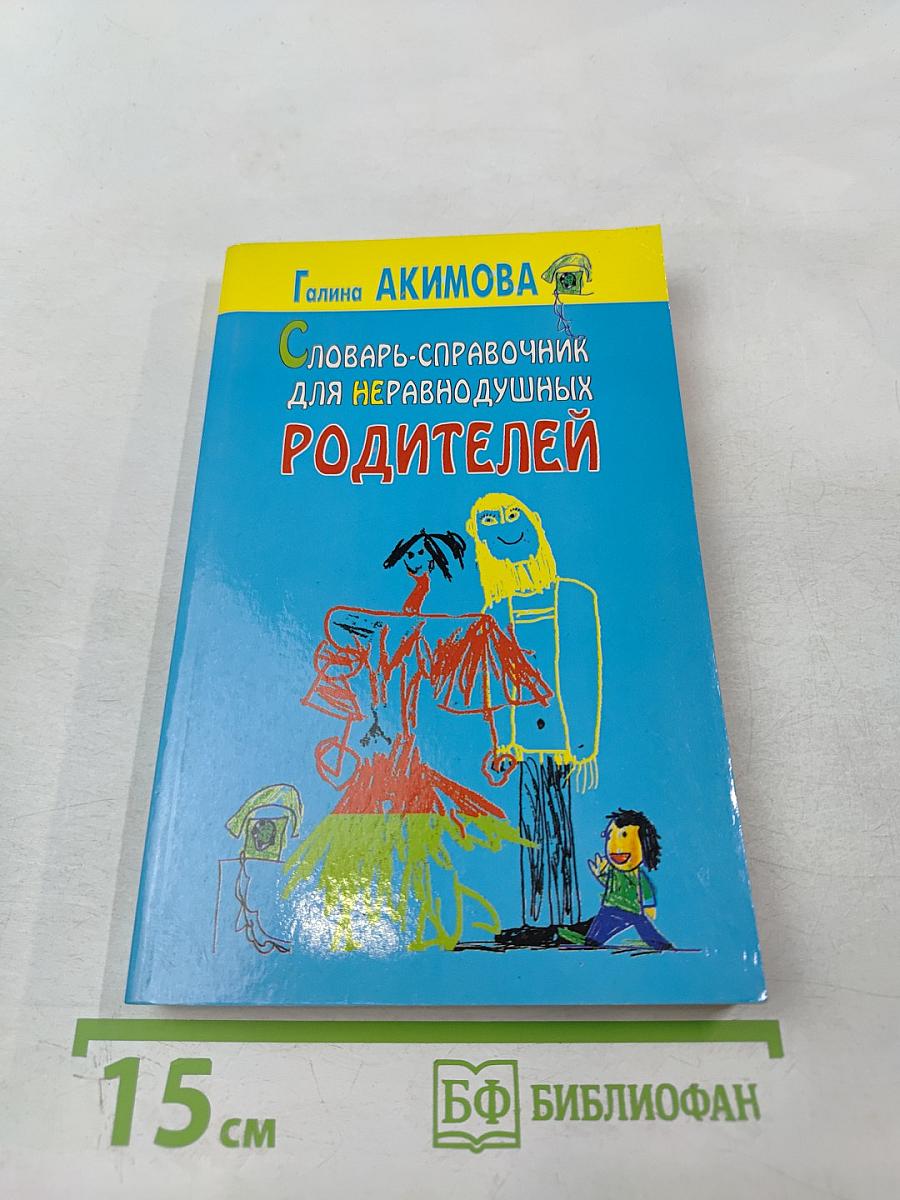 Галина АКИМОВА
Словарь-справочник
для неравнодушных
РОДИТЕЛЕЙ
15 см
БФ БИБЛИОФАН